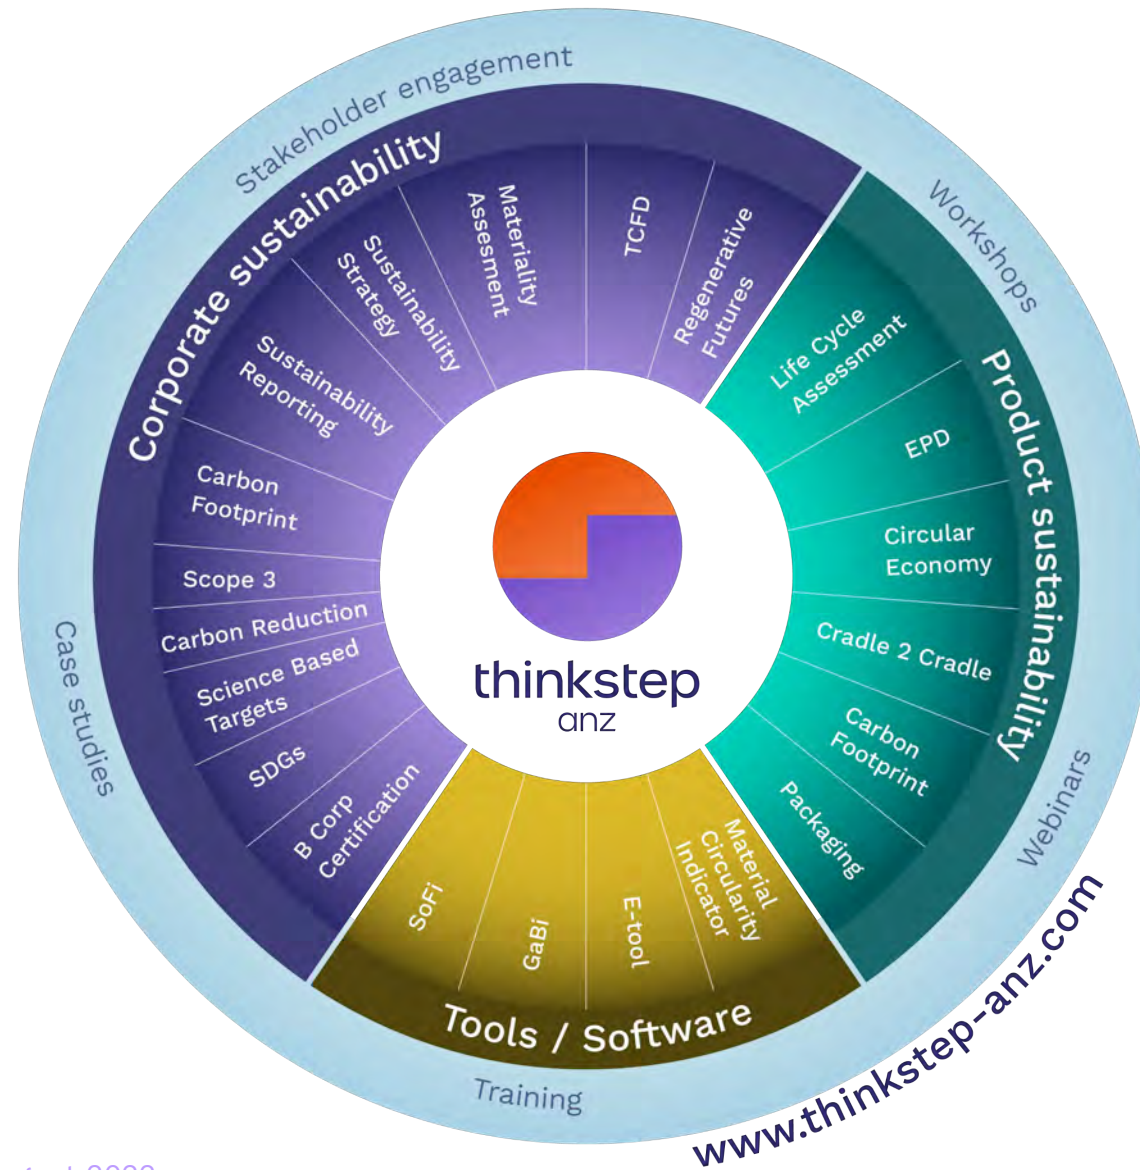 Stakeholder engagement
Workshops
Webinars
Training
Case studies
Corporate sustainability
B Corp
Certification
SDGs
Science Based
Targets
Carbon Reduction
Scope 3
Carbon
Footprint
Sustainability
Reporting
Sustainability
Strategy
Materiality
Assesment
TCFD
Regenerative
Futures
Product sustainability
Life Cycle
Assessment
EPD
Circular
Economy
Cradle 2 Cradle
Carbon
Footprint
Packaging
Tools / Software
SoFi
GaBi
E-tool
Material
Circularity
Indicator
thinkstep
anz
www.thinkstep-anz.com